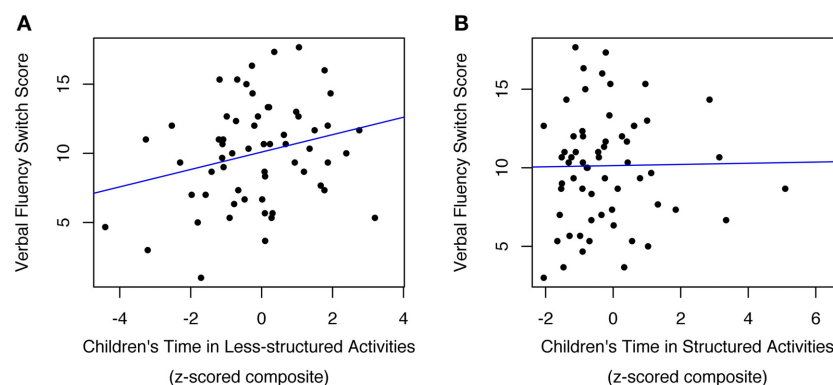 A
Verbal Fluency Switch Score
15
10
5
-4 -2 0 2 4
Children's Time in Less-structured Activities
(z-scored composite)
B
Verbal Fluency Switch Score
15
10
5
-2 0 2 4 6
Children's Time in Structured Activities
(z-scored composite)